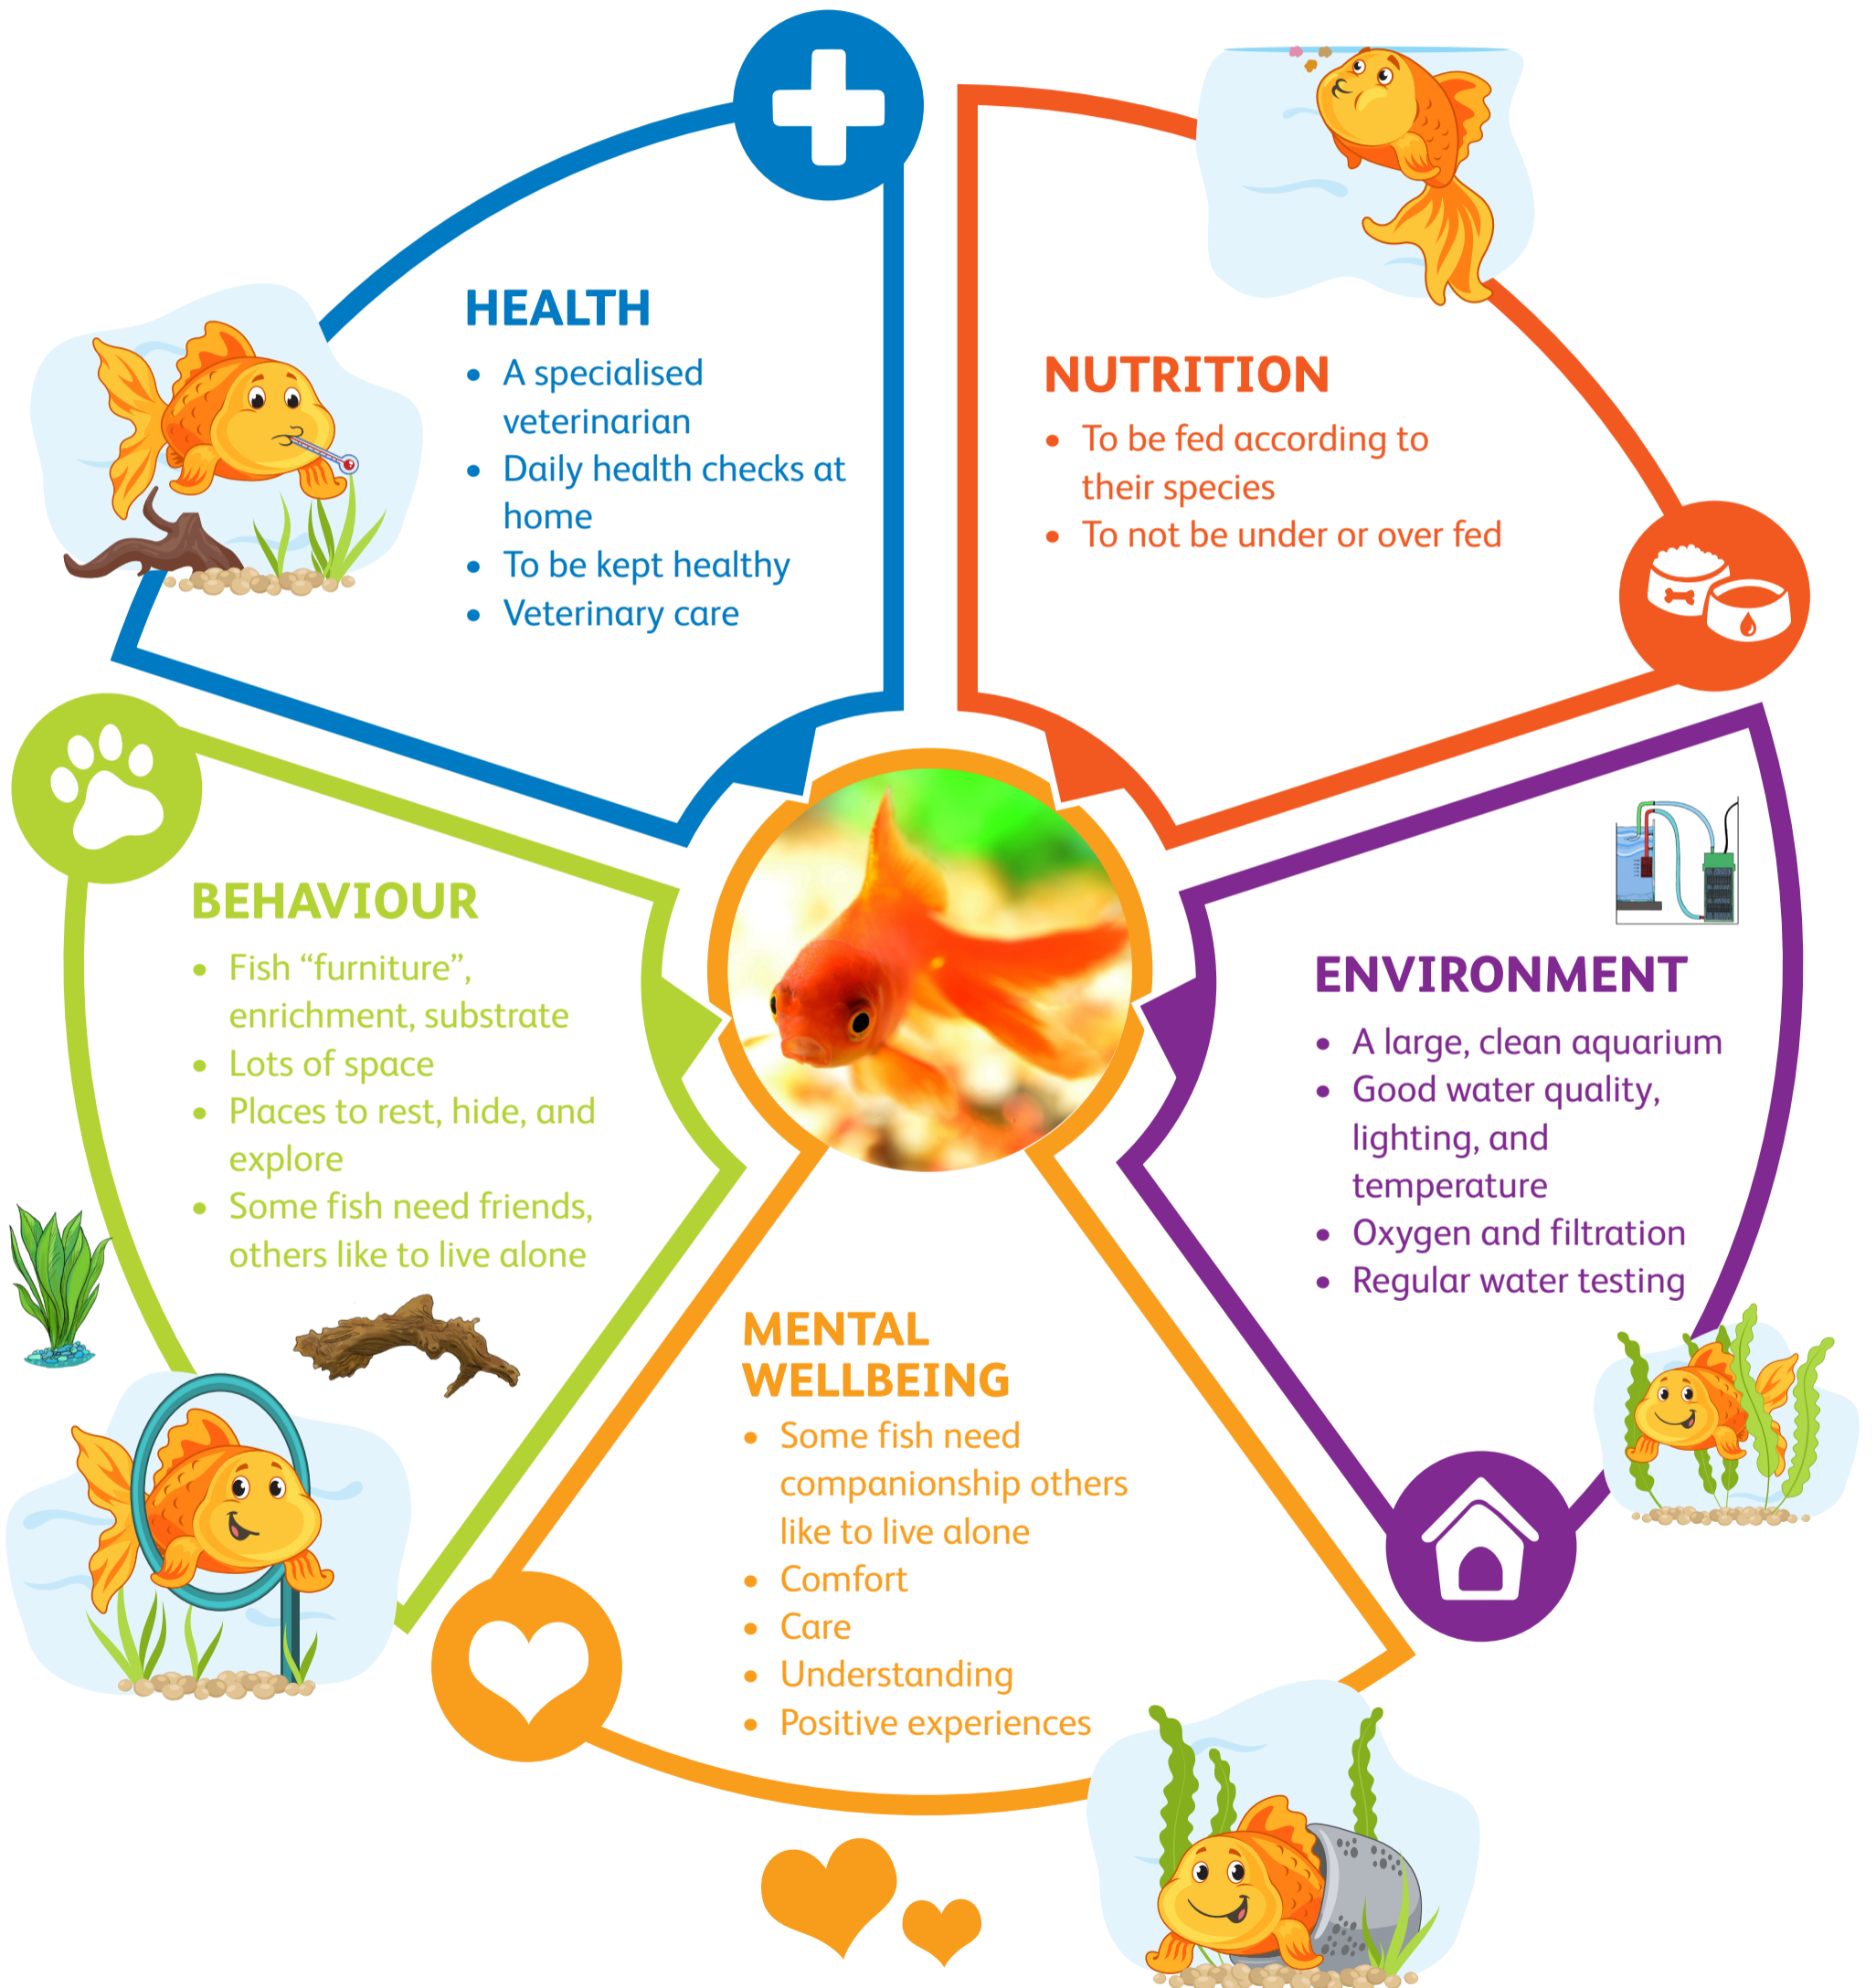 HEALTH
• A specialised
veterinarian
• Daily health checks at
home
• To be kept healthy
• Veterinary care
NUTRITION
• To be fed according to
their species
• To not be under or over fed
BEHAVIOUR
• Fish “furniture”,
enrichment, substrate
• Lots of space
• Places to rest, hide, and
explore
• Some fish need friends,
others like to live alone
ENVIRONMENT
• A large, clean aquarium
• Good water quality,
lighting, and
temperature
• Oxygen and filtration
• Regular water testing
MENTAL
WELLBEING
• Some fish need
companionship others
like to live alone
• Comfort
• Care
• Understanding
• Positive experiences